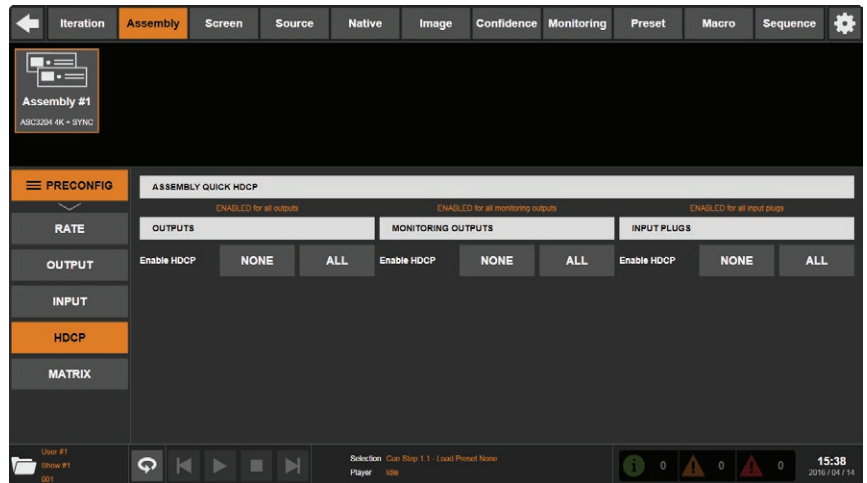 Iteration Assembly Screen Source Native Image Confidence Monitoring Preset Macro Sequence
Assembly #1
ASC3204 4K + SYNC
PRECONFIG
RATE
OUTPUT
INPUT
HDCP
MATRIX
ASSEMBLY QUICK HDCP
ENABLED for all outputs ENABLED for all monitoring outputs ENABLED for all input plugs
OUTPUTS MONITORING OUTPUTS INPUT PLUGS
Enable HDCP NONE ALL Enable HDCP NONE ALL Enable HDCP NONE ALL
User #1
Show #1
001
Selection Cue Step 1.1 - Load Preset None
Player Idle
0 0 0
15:38
2016 / 04 / 14